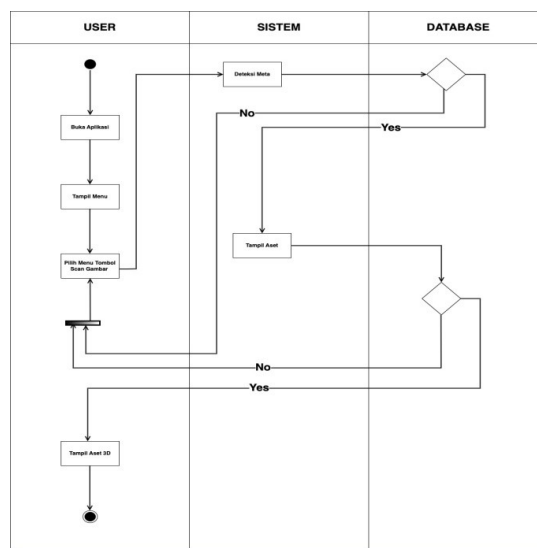 USER
SISTEM
DATABASE
Deteksi Meta
No
Yes
Buka Aplikasi
Tampil Menu
Pilih Menu Tombol
Scan Gambar
Tampil Aset
No
Yes
Tampil Aset 3D